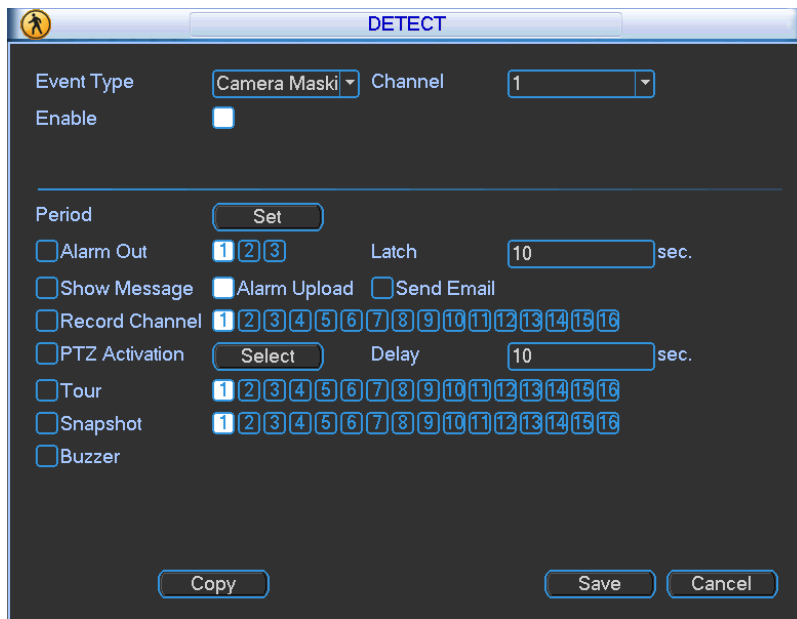 DETECT
Event Type Camera Maski Channel 1
Enable
Period Set
Alarm Out 1 2 3 Latch 10 sec.
Show Message Alarm Upload Send Email
Record Channel 1 2 3 4 5 6 7 8 9 10 11 12 13 14 15 16
PTZ Activation Select Delay 10 sec.
Tour 1 2 3 4 5 6 7 8 9 10 11 12 13 14 15 16
Snapshot 1 2 3 4 5 6 7 8 9 10 11 12 13 14 15 16
Buzzer
Copy Save Cancel